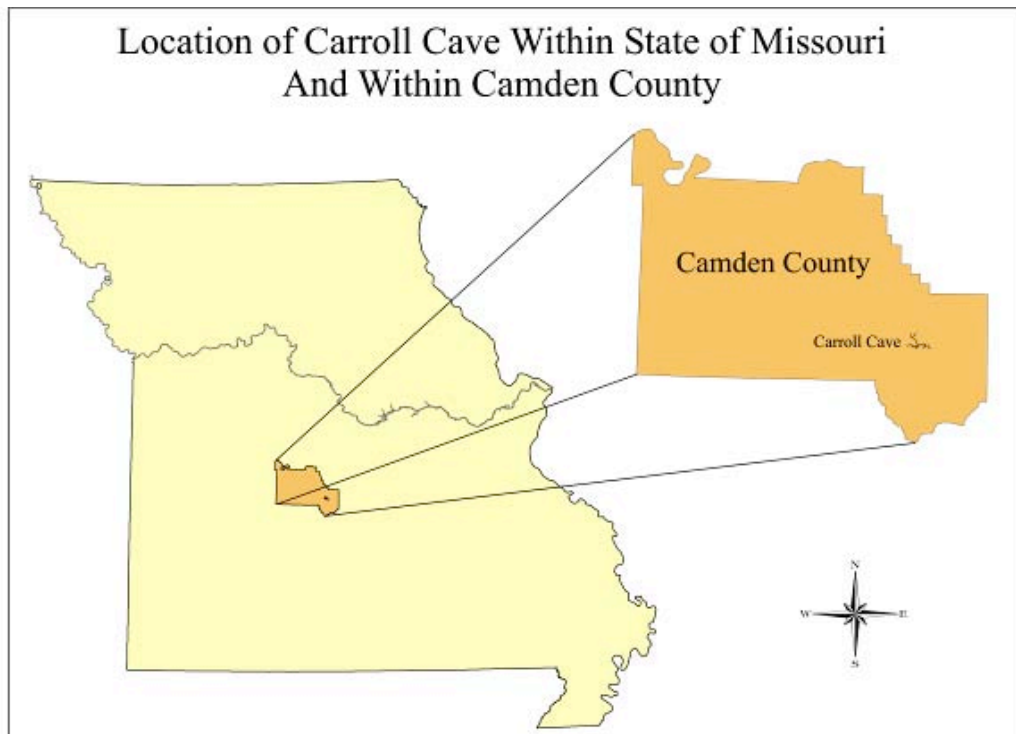 Location of Carroll Cave Within State of Missouri
And Within Camden County
Camden County
Carroll Cave
N
W E
S